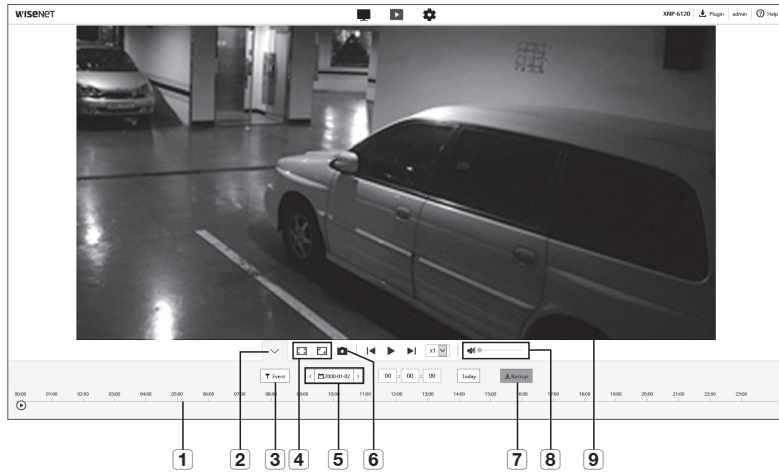 WISENET
XNP-6120 Plugin admin Help
x1
Event 2000-01-02 00 : 00 : 00 Today Backup
00:00 01:00 02:00 03:00 04:00 05:00 06:00 07:00 08:00 09:00 10:00 11:00 12:00 13:00 14:00 15:00 16:00 17:00 18:00 19:00 20:00 21:00 22:00 23:00
1 2 3 4 5 6 7 8 9